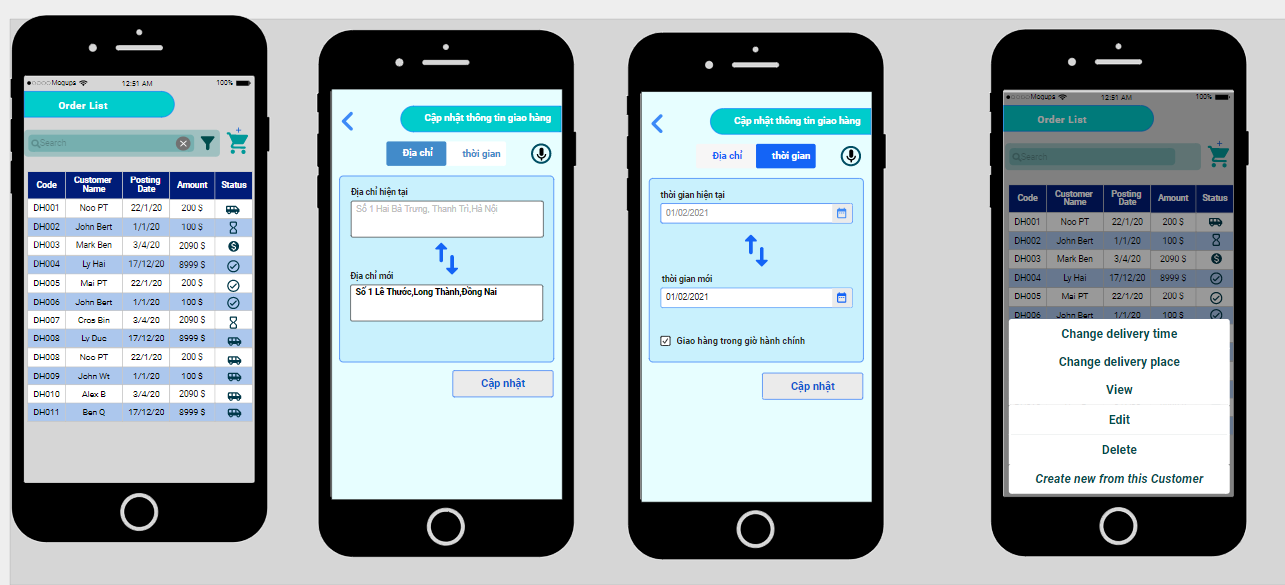 Moqups 12:51 AM 100%
Order List
Search
Code Customer Name Posting Date Amount Status
DH001 Noo PT 22/1/20 200 $
DH002 John Bert 1/1/20 100 $
DH003 Mark Ben 3/4/20 2090 $
DH004 Ly Hai 17/12/20 8999 $
DH005 Mai PT 22/1/20 200 $
DH006 John Bert 1/1/20 100 $
DH007 Cros Bin 3/4/20 2090 $
DH008 Ly Duc 17/12/20 8999 $
DH008 Noo PT 22/1/20 200 $
DH009 John Wt 1/1/20 100 $
DH010 Alex B 3/4/20 2090 $
DH011 Ben Q 17/12/20 8999 $
Cập nhật thông tin giao hàng
Địa chỉ thời gian
Địa chỉ hiện tại
Số 1 Hai Bà Trưng, Thanh Trì,Hà Nội
Địa chỉ mới
Số 1 Lê Thước,Long Thành,Đồng Nai
Cập nhật
Cập nhật thông tin giao hàng
Địa chỉ thời gian
thời gian hiện tại
01/02/2021
thời gian mới
01/02/2021
Giao hàng trong giờ hành chính
Cập nhật
Moqups 12:51 AM 100%
Order List
Search
Code Customer Name Posting Date Amount Status
DH001 Noo PT 22/1/20 200 $
DH002 John Bert 1/1/20 100 $
DH003 Mark Ben 3/4/20 2090 $
DH004 Ly Hai 17/12/20 8999 $
DH005 Mai PT 22/1/20 200 $
DH006 John Bert 1/1/20 100 $
Change delivery time
Change delivery place
View
Edit
Delete
Create new from this Customer